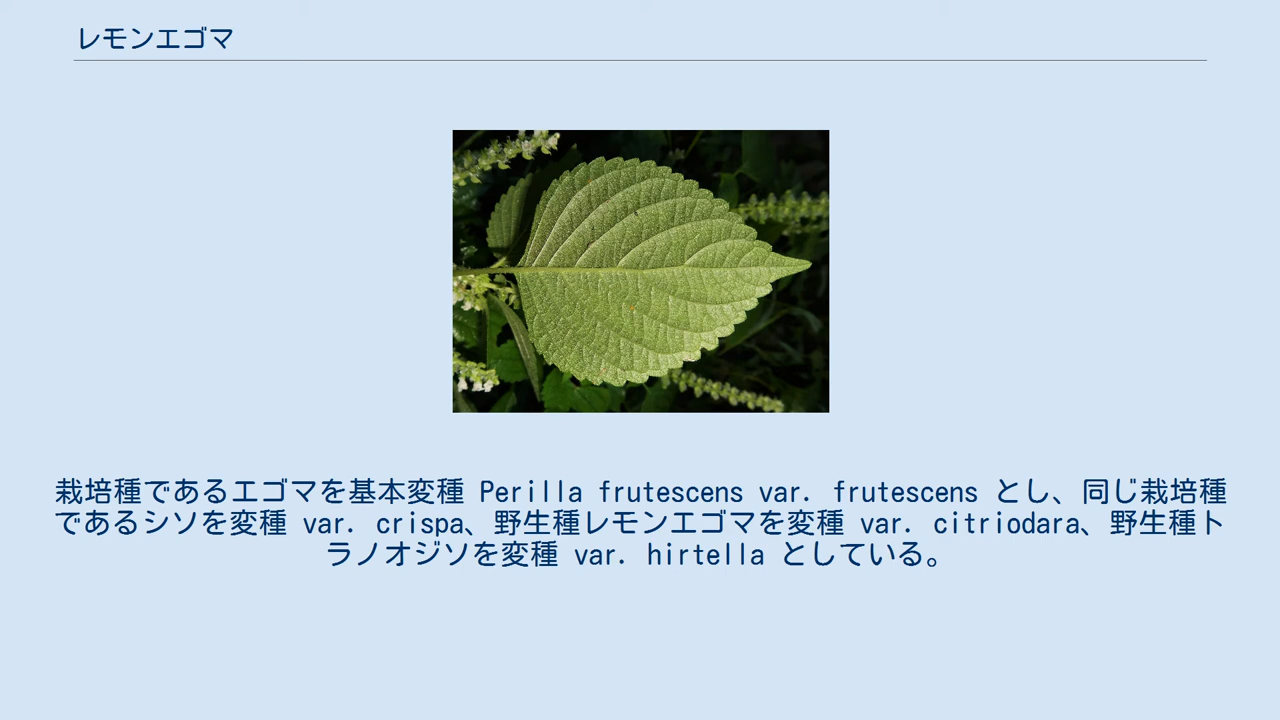 レモンエゴマ
栽培種であるエゴマを基本変種 Perilla frutescens var. frutescens とし、同じ栽培種
であるシソを変種 var. crispa、野生種レモンエゴマを変種 var. citriodara、野生種ト
ラノオジソを変種 var. hirtella としている。